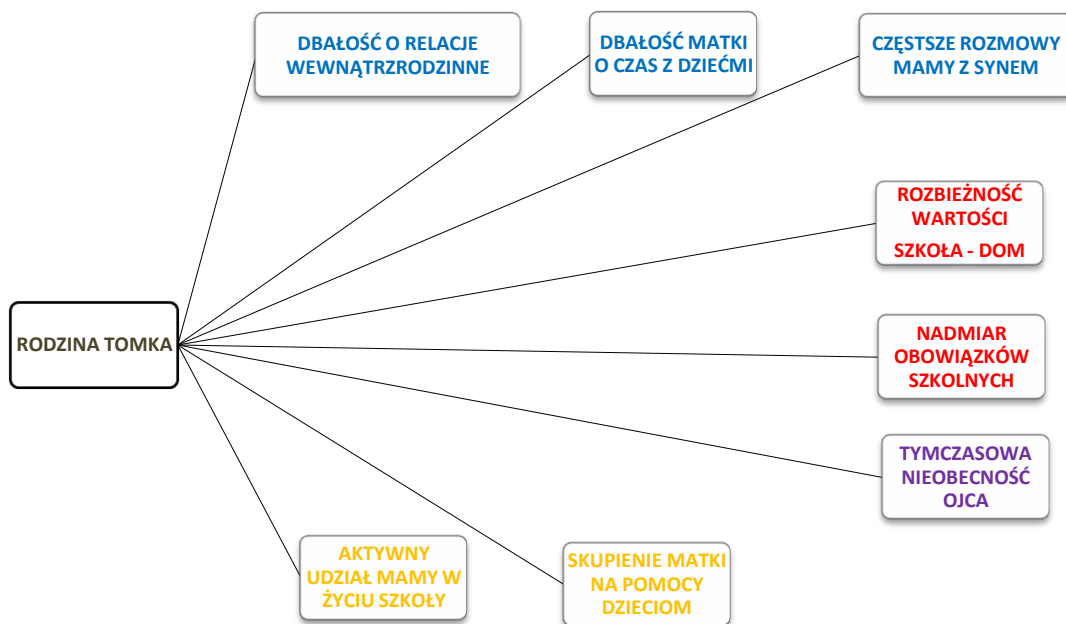 DBAŁOŚĆ O RELACJE
WEWNĄTRZRODZINNE
DBAŁOŚĆ MATKI
O CZAS Z DZIEĆMI
CZĘSTSZE ROZMOWY
MAMY Z SYNEM
ROZBIEŻNOŚĆ
WARTOŚCI
SZKOŁA - DOM
RODZINA TOMKA
NADMIAR
OBOWIĄZKÓW
SZKOLNYCH
TYMCZASOWA
NIEOBECNOŚĆ
OJCA
AKTYWNY
UDZIAŁ MAMY W
ŻYCIU SZKOŁY
SKUPIENIE MATKI
NA POMOCY
DZIECIOM